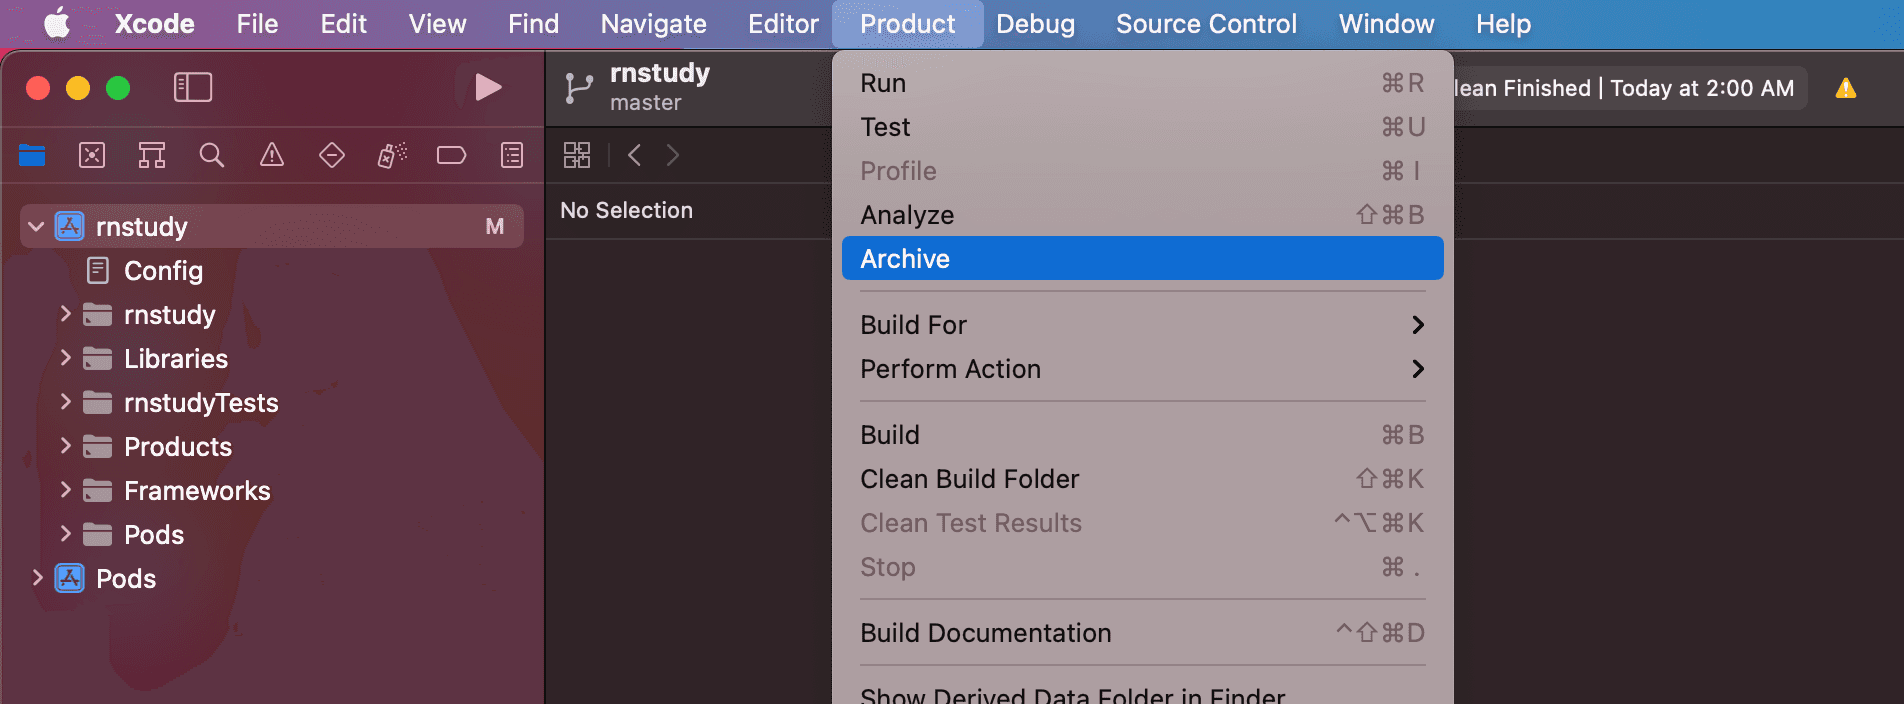 Xcode File Edit View Find Navigate Editor Product Debug Source Control Window Help
rnstudy
master
lean Finished | Today at 2:00 AM
No Selection
rnstudy M
Config
rnstudy
Libraries
rnstudyTests
Products
Frameworks
Pods
Pods
Run ⌘R
Test ⌘U
Profile ⌘I
Analyze ⇧⌘B
Archive
Build For
Perform Action
Build ⌘B
Clean Build Folder ⇧⌘K
Clean Test Results ^⌥⌘K
Stop ⌘.
Build Documentation ^⇧⌘D
Show Derived Data Folder in Finder